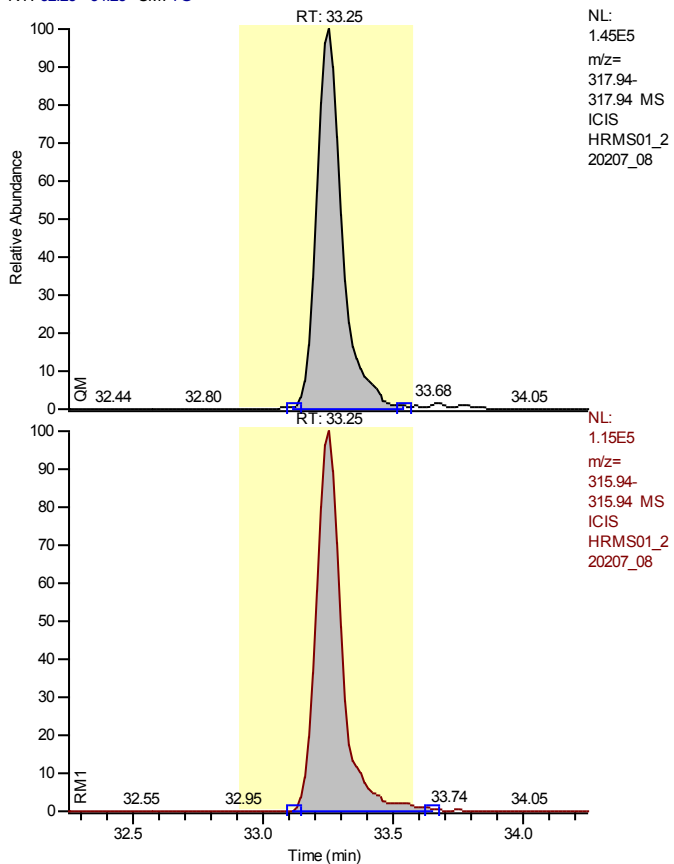 RT: 33.25
NL:
1.45E5
m/z=
317.94-
317.94 MS
ICIS
HRMS01_2
20207_08
100
90
80
70
60
50
40
30
20
10
0
Relative Abundance
QM
32.44 32.80 33.68 34.05
RT: 33.25
NL:
1.15E5
m/z=
315.94-
315.94 MS
ICIS
HRMS01_2
20207_08
100
90
80
70
60
50
40
30
20
10
0
RM1
32.55 32.95 33.74 34.05
32.5 33.0 33.5 34.0
Time (min)